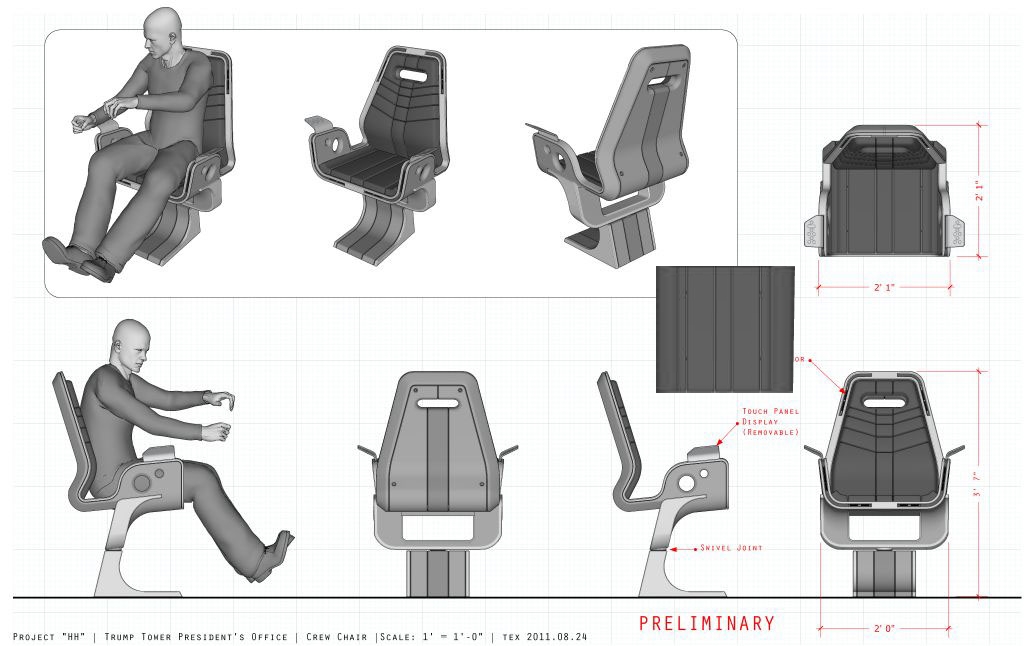 2' 1"
2' 1"
OR
Touch Panel
Display
(Removable)
3' 7"
Swivel Joint
PRELIMINARY
2' 0"
Project "HH" | Trump Tower President's Office | Crew Chair |Scale: 1' = 1'-0" | tex 2011.08.24